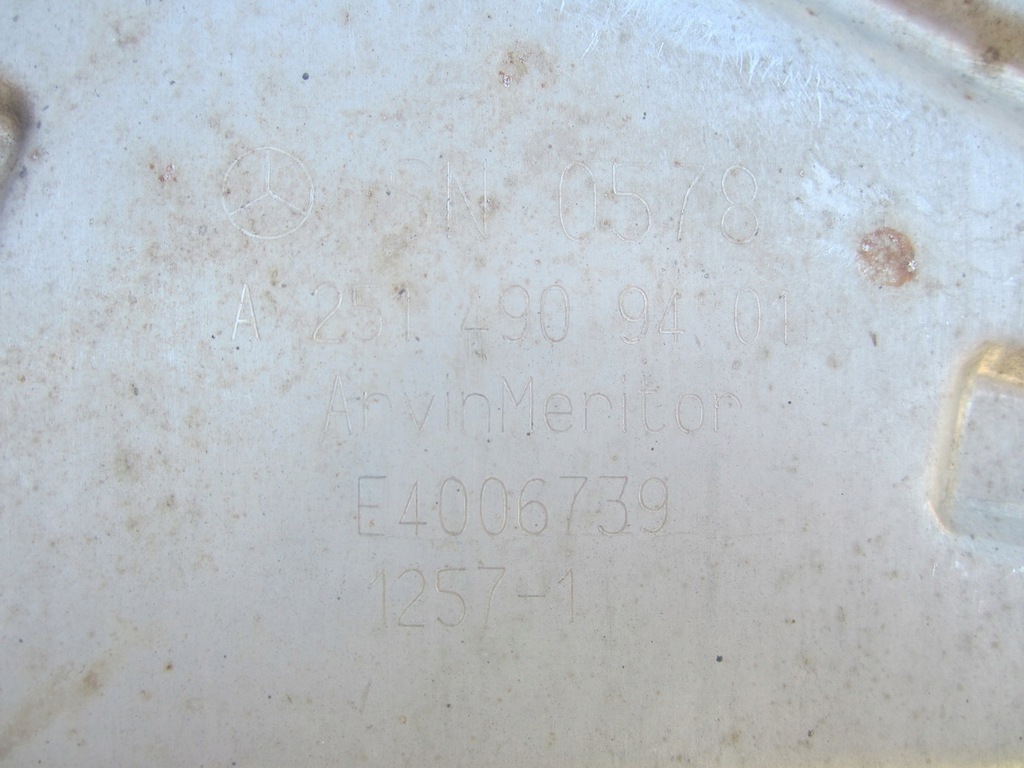 SN 0578
A 251 490 94 01
ArvinMeritor
E4006739
1257-1